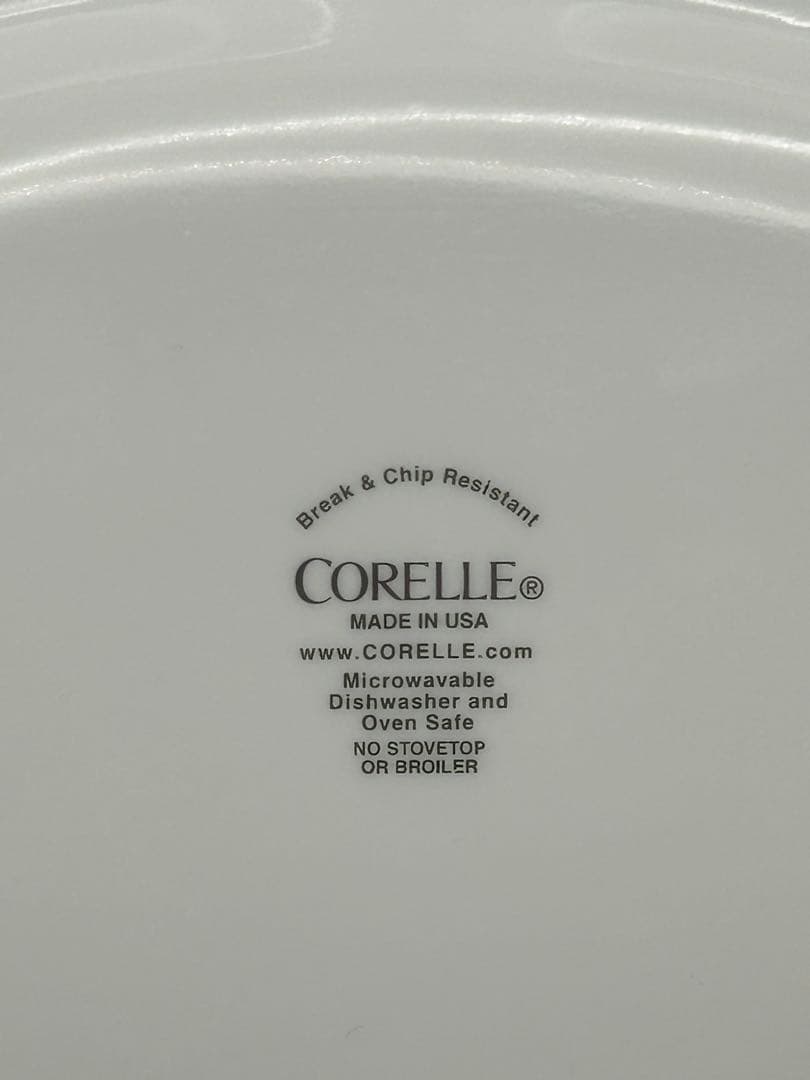 Break & Chip Resistant
CORELLE®
MADE IN USA
www.CORELLE.com
Microwavable
Dishwasher and
Oven Safe
NO STOVETOP
OR BROILER